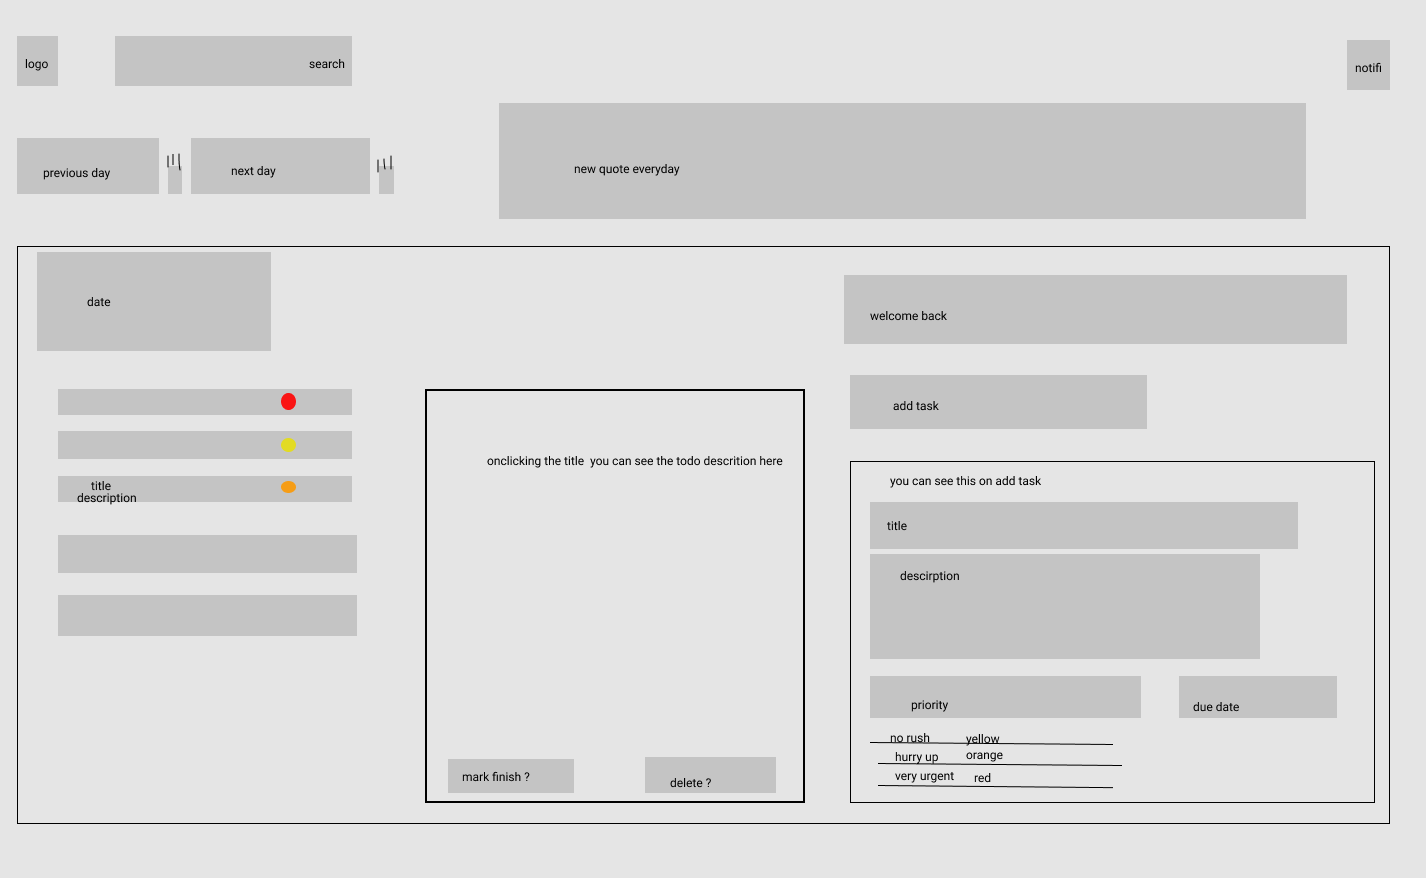 logo
search
notifi
previous day
next day
new quote everyday
date
welcome back
add task
onclicking the title  you can see the todo descrition here
you can see this on add task
title
description
title
descirption
priority
due date
no rush yellow
hurry up orange
very urgent red
mark finish ?
delete ?